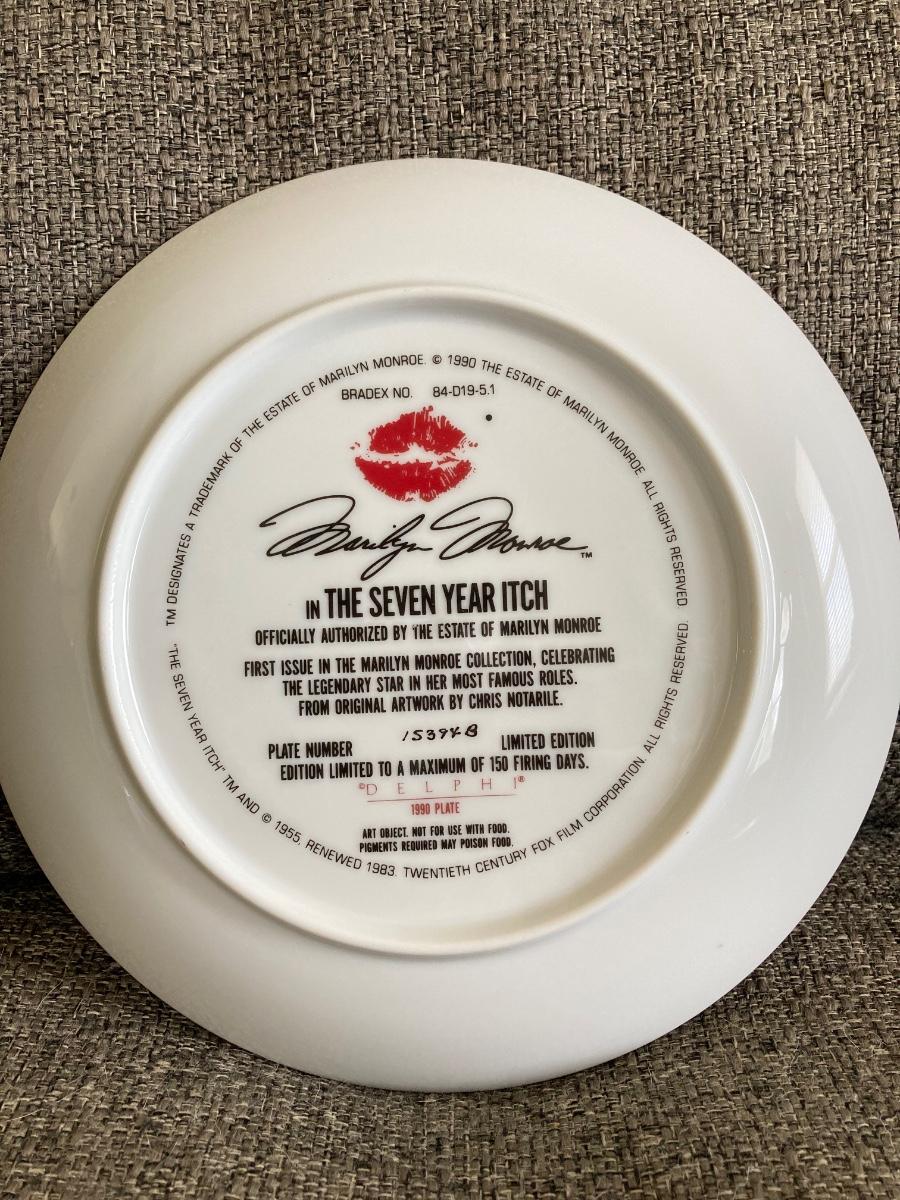 TM DESIGNATES A TRADEMARK OF THE ESTATE OF MARILYN MONROE. © 1990 THE ESTATE OF MARILYN MONROE. ALL RIGHTS RESERVED.
BRADEX NO. 84-D19-5.1
Marilyn Monroe™
IN THE SEVEN YEAR ITCH
OFFICIALLY AUTHORIZED BY THE ESTATE OF MARILYN MONROE
FIRST ISSUE IN THE MARILYN MONROE COLLECTION, CELEBRATING
THE LEGENDARY STAR IN HER MOST FAMOUS ROLES.
FROM ORIGINAL ARTWORK BY CHRIS NOTARILE.
PLATE NUMBER 15394B LIMITED EDITION
EDITION LIMITED TO A MAXIMUM OF 150 FIRING DAYS.
©DELPHI®
1990 PLATE
ART OBJECT. NOT FOR USE WITH FOOD.
PIGMENTS REQUIRED MAY POISON FOOD.
"THE SEVEN YEAR ITCH" TM AND © 1955, RENEWED 1983. TWENTIETH CENTURY FOX FILM CORPORATION. ALL RIGHTS RESERVED.